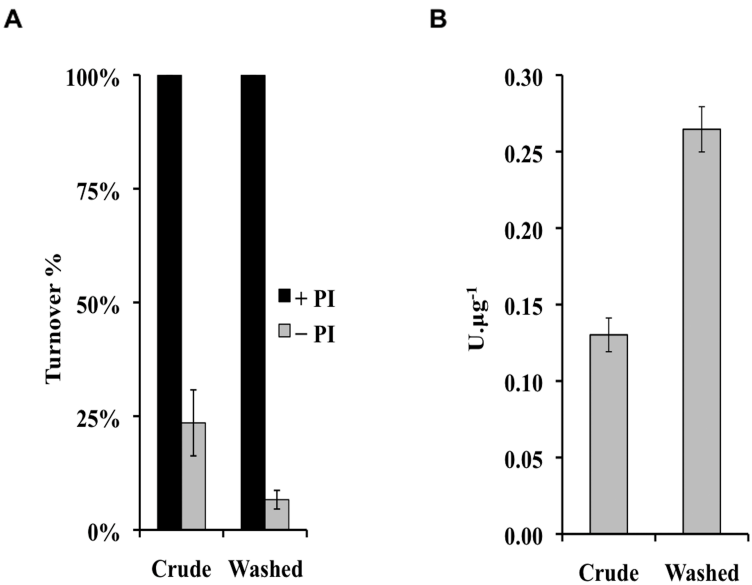 A
100%
75%
50%
25%
0%
Turnover %
+ PI
– PI
Crude Washed
B
0.30
0.25
0.20
0.15
0.10
0.05
0.00
U.µg-1
Crude Washed